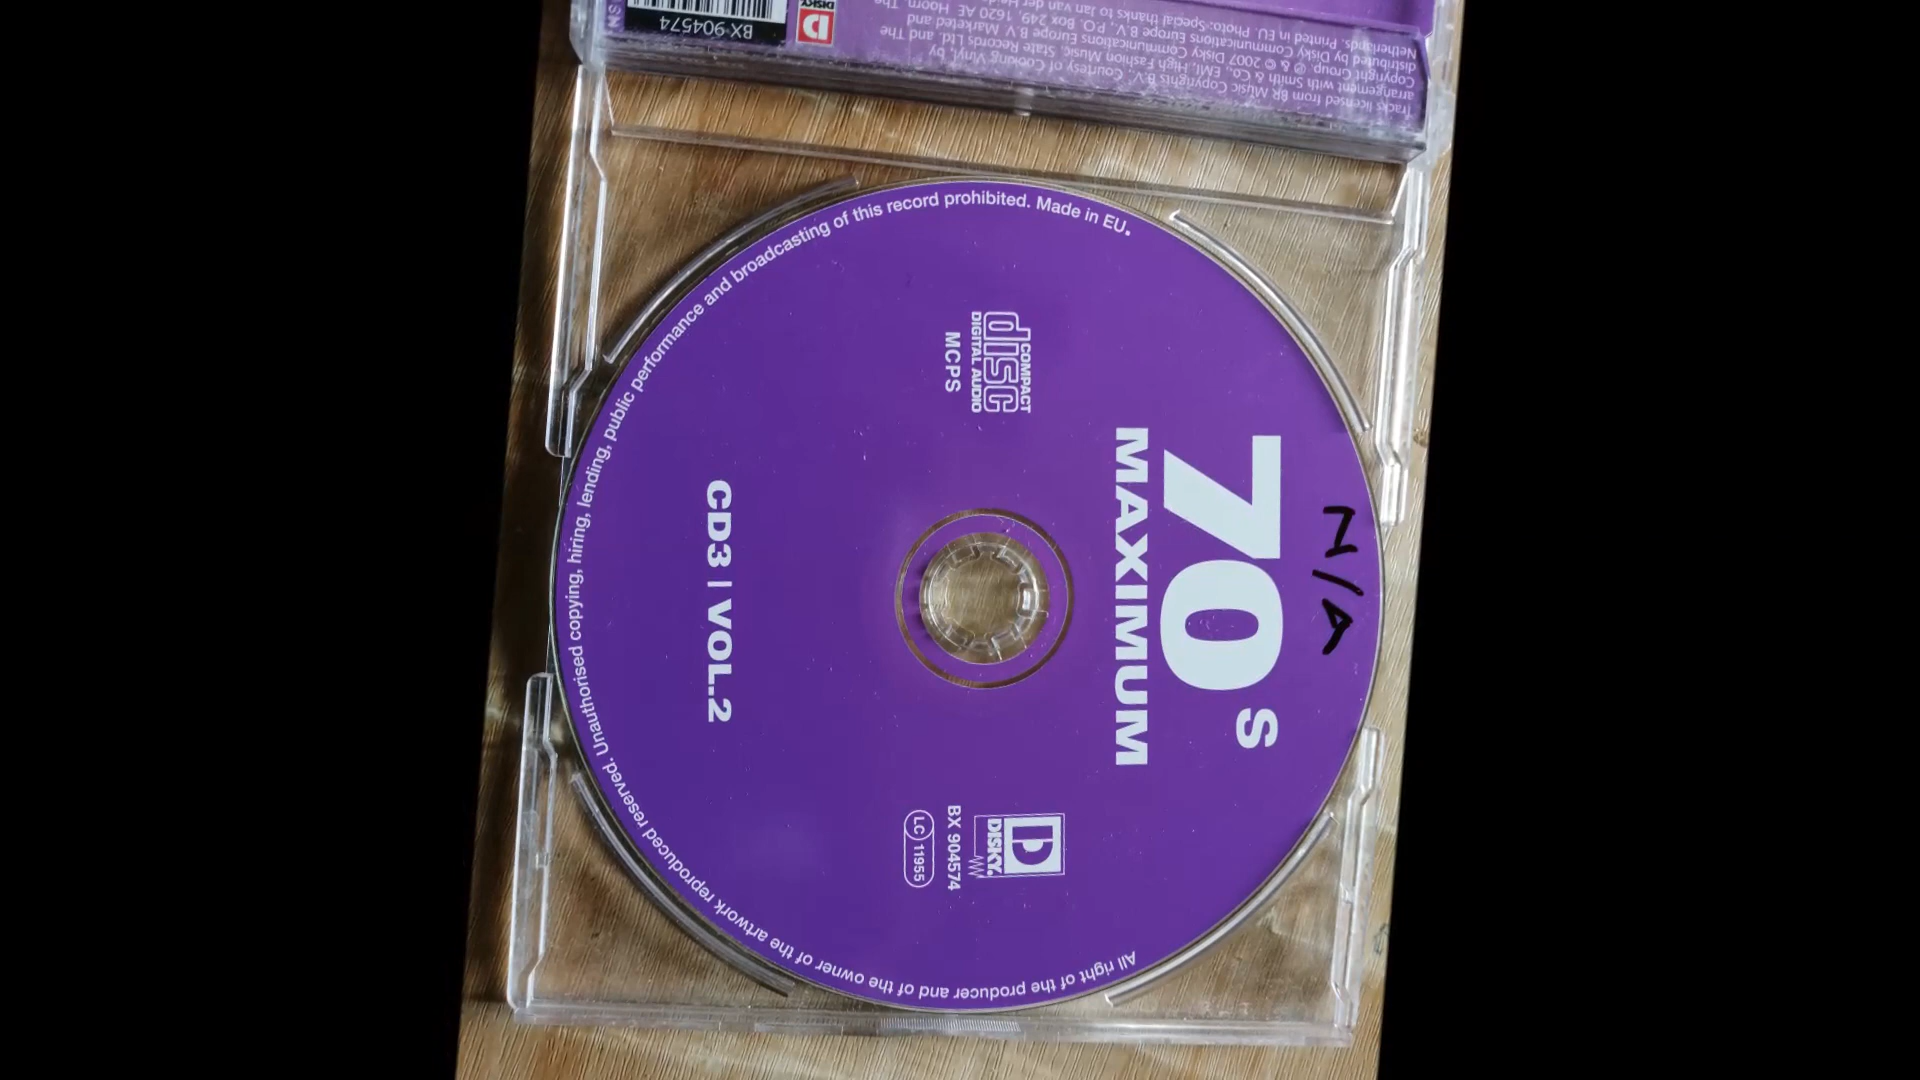 N/A
70s
MAXIMUM
COMPACT
disc
DIGITAL AUDIO
MCPS
DISKY.
BX 904574
LC 11955
CD3 | VOL.2
All right of the producer and of the owner of the artwork reproduced reserved. Unauthorised copying, hiring, lending, public performance and broadcasting of this record prohibited. Made in EU.
Tracks licensed from BR Music Copyrights B.V., Courtesy of Cooking Vinyl, by
arrangement with Smith & Co., EMI, High Fashion Music, State Records Ltd. and The
Copyright Group. ℗ & © 2007 Disky Communications Europe B.V. Marketed and
distributed by Disky Communications Europe B.V., P.O. Box 249, 1620 AE Hoorn. The
Netherlands. Printed in EU. Photo: Special thanks to Jan van der Heide
DISKY
BX 904574